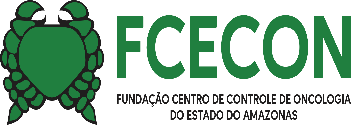 FCECON
FUNDAÇÃO CENTRO DE CONTROLE DE ONCOLOGIA
DO ESTADO DO AMAZONAS